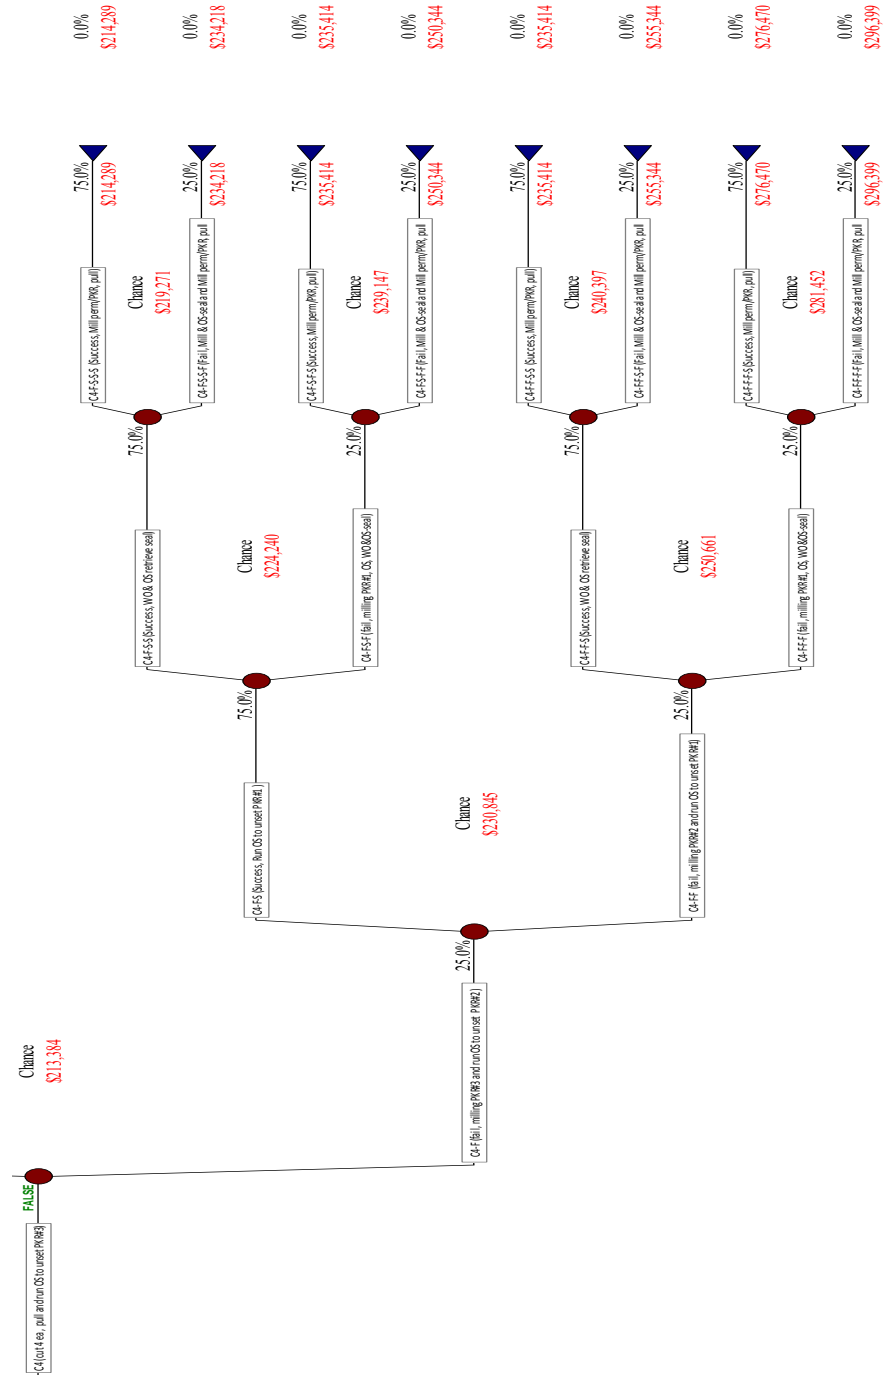 C4 (cut 4 ea, pull and run OS to unset PKR#3)
FALSE
Chance
$213,384
C4-F (fail, milling PKR#3 and run OS to unset PKR#2)
25.0%
Chance
$230,845
C4-F-S (Success, Run OS to unset PKR#1)
75.0%
Chance
$224,240
C4-F-S-S (Success, WO & OS retrieve seal)
75.0%
Chance
$219,271
C4-F-S-S-S (Success, Mill perm/PKR, pull)
75.0%
$214,289
0.0%
$214,289
C4-F-S-S-F (Fail, Mill & OS-seal and Mill perm/PKR, pull
25.0%
$234,218
0.0%
$234,218
C4-F-S-F (fail, milling PKR#1, OS, WO&OS-seal)
25.0%
Chance
$239,147
C4-F-S-F-S (Success, Mill perm/PKR, pull)
75.0%
$235,414
0.0%
$235,414
C4-F-S-F-F (Fail, Mill & OS-seal and Mill perm/PKR, pull
25.0%
$250,344
0.0%
$250,344
C4-F-F (fail, milling PKR#2 and run OS to unset PKR#1)
25.0%
Chance
$250,661
C4-F-F-S (Success, WO & OS retrieve seal)
75.0%
Chance
$240,397
C4-F-F-S-S (Success, Mill perm/PKR, pull)
75.0%
$235,414
0.0%
$235,414
C4-F-F-S-F (Fail, Mill & OS-seal and Mill perm/PKR, pull
25.0%
$255,344
0.0%
$255,344
C4-F-F-F (fail, milling PKR#1, OS, WO&OS-seal)
25.0%
Chance
$281,452
C4-F-F-F-S (Success, Mill perm/PKR, pull)
75.0%
$276,470
0.0%
$276,470
C4-F-F-F-F (Fail, Mill & OS-seal and Mill perm/PKR, pull
25.0%
$296,399
0.0%
$296,399